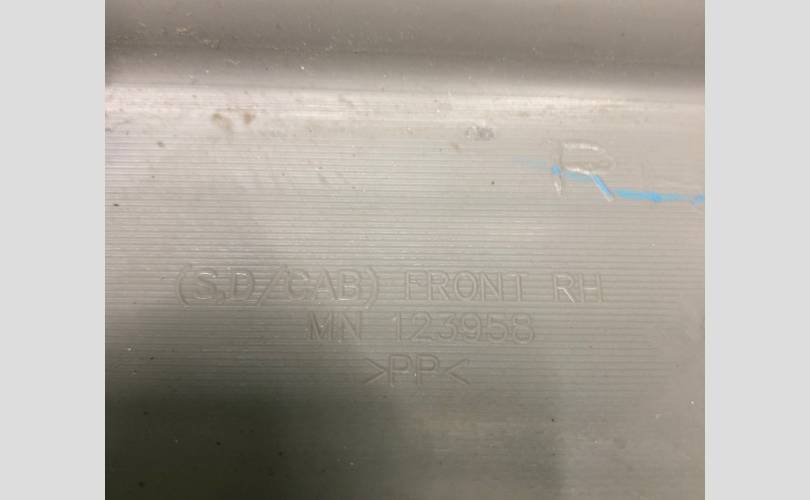 R
(S,D/CAB) FRONT RH
MN 123958
>PP<